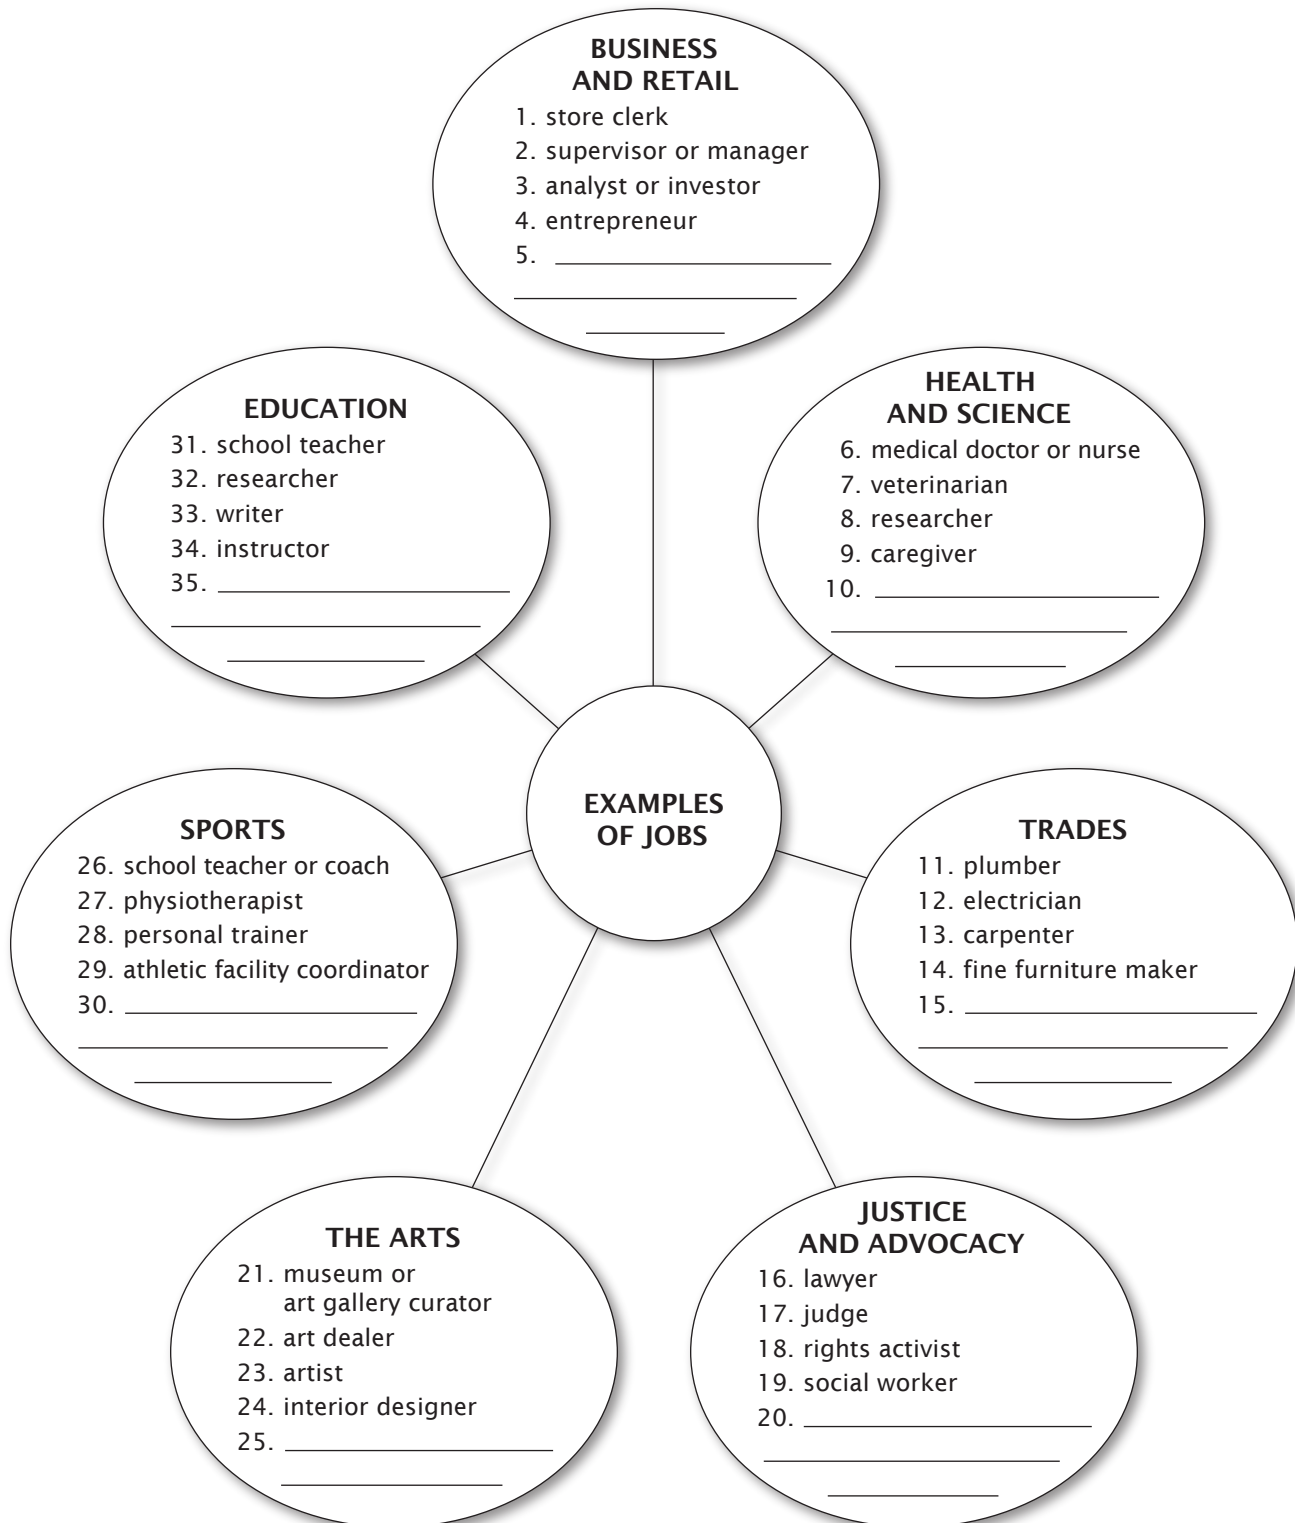 BUSINESS
AND RETAIL
1. store clerk
2. supervisor or manager
3. analyst or investor
4. entrepreneur
5.
HEALTH
AND SCIENCE
6. medical doctor or nurse
7. veterinarian
8. researcher
9. caregiver
10.
TRADES
11. plumber
12. electrician
13. carpenter
14. fine furniture maker
15.
JUSTICE
AND ADVOCACY
16. lawyer
17. judge
18. rights activist
19. social worker
20.
THE ARTS
21. museum or
art gallery curator
22. art dealer
23. artist
24. interior designer
25.
SPORTS
26. school teacher or coach
27. physiotherapist
28. personal trainer
29. athletic facility coordinator
30.
EDUCATION
31. school teacher
32. researcher
33. writer
34. instructor
35.
EXAMPLES
OF JOBS